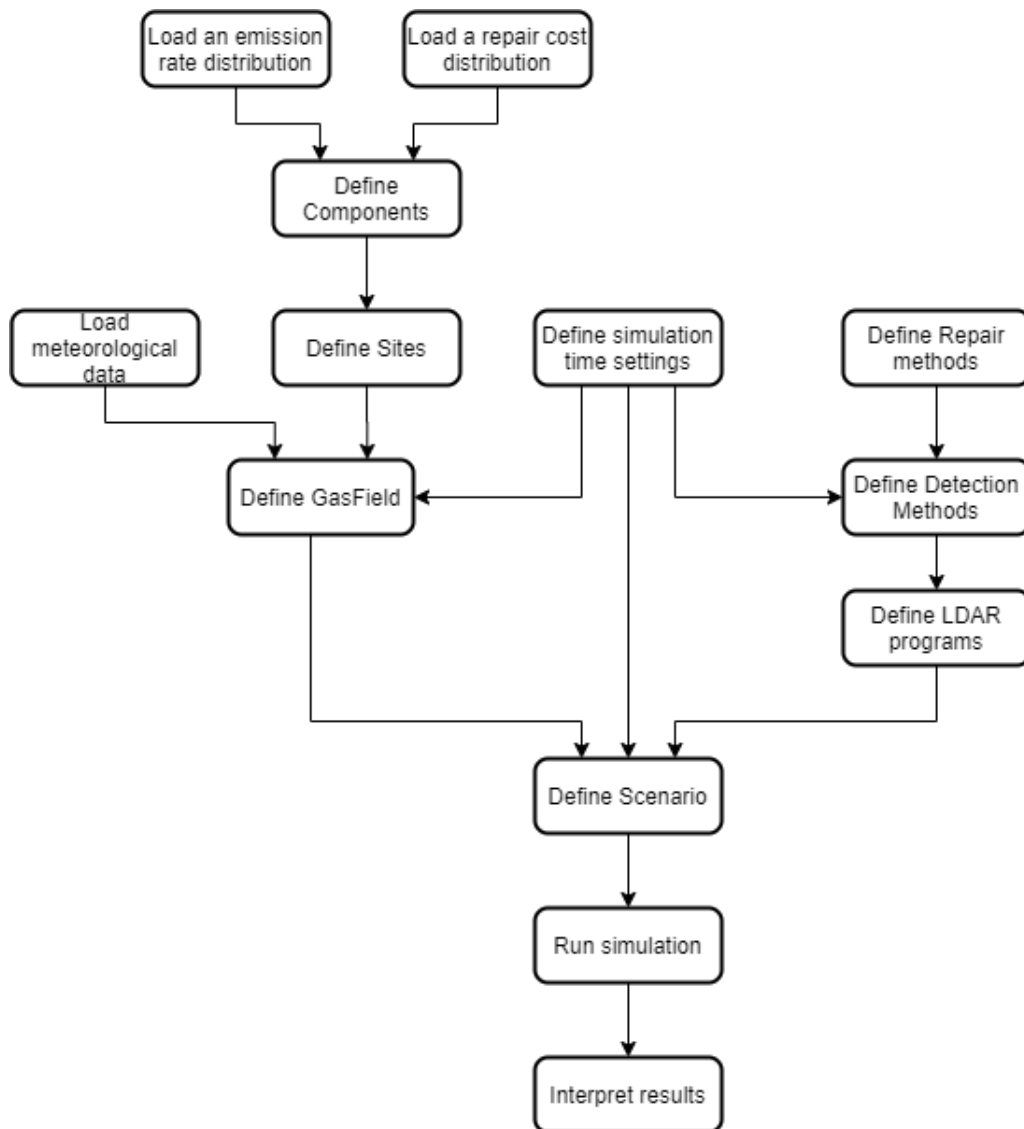 Load an emission
rate distribution
Load a repair cost
distribution
Define
Components
Load
meteorological
data
Define Sites
Define simulation
time settings
Define Repair
methods
Define GasField
Define Detection
Methods
Define LDAR
programs
Define Scenario
Run simulation
Interpret results